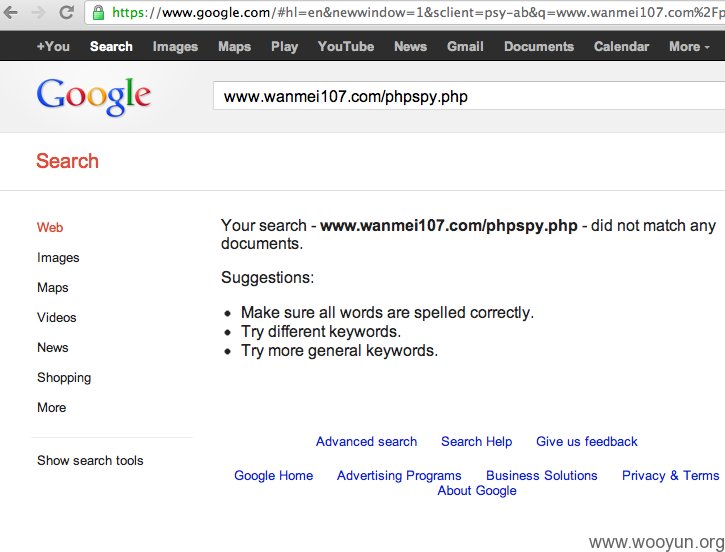 https://www.google.com/#hl=en&newwindow=1&sclient=psy-ab&q=www.wanmei107.com%2Fp
+You Search Images Maps Play YouTube News Gmail Documents Calendar More
Google www.wanmei107.com/phpspy.php
Search
Web
Images
Maps
Videos
News
Shopping
More
Show search tools
Your search - www.wanmei107.com/phpspy.php - did not match any
documents.
Suggestions:
• Make sure all words are spelled correctly.
• Try different keywords.
• Try more general keywords.
Advanced search Search Help Give us feedback
Google Home Advertising Programs Business Solutions Privacy & Terms
About Google
www.wooyun.org